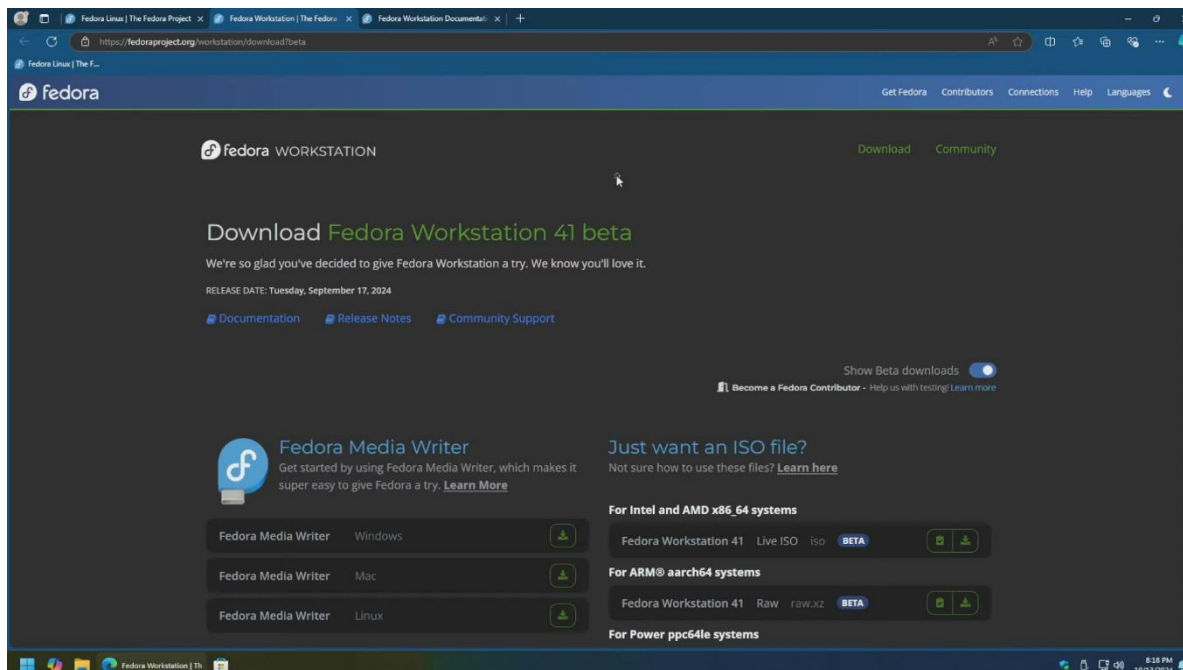 Fedora Linux | The Fedora Project
Fedora Workstation | The Fedora
Fedora Workstation Documentati
https://fedoraproject.org/workstation/download?beta
Fedora Linux | The F...
fedora
Get Fedora Contributors Connections Help Languages
fedora WORKSTATION
Download Community
Download Fedora Workstation 41 beta
We're so glad you've decided to give Fedora Workstation a try. We know you'll love it.
RELEASE DATE: Tuesday, September 17, 2024
Documentation Release Notes Community Support
Show Beta downloads
Become a Fedora Contributor - Help us with testing! Learn more
Fedora Media Writer
Get started by using Fedora Media Writer, which makes it
super easy to give Fedora a try. Learn More
Fedora Media Writer Windows
Fedora Media Writer Mac
Fedora Media Writer Linux
Just want an ISO file?
Not sure how to use these files? Learn here
For Intel and AMD x86_64 systems
Fedora Workstation 41 Live ISO iso BETA
For ARM® aarch64 systems
Fedora Workstation 41 Raw raw.xz BETA
For Power ppc64le systems
Fedora Workstation | Th
8:18 PM